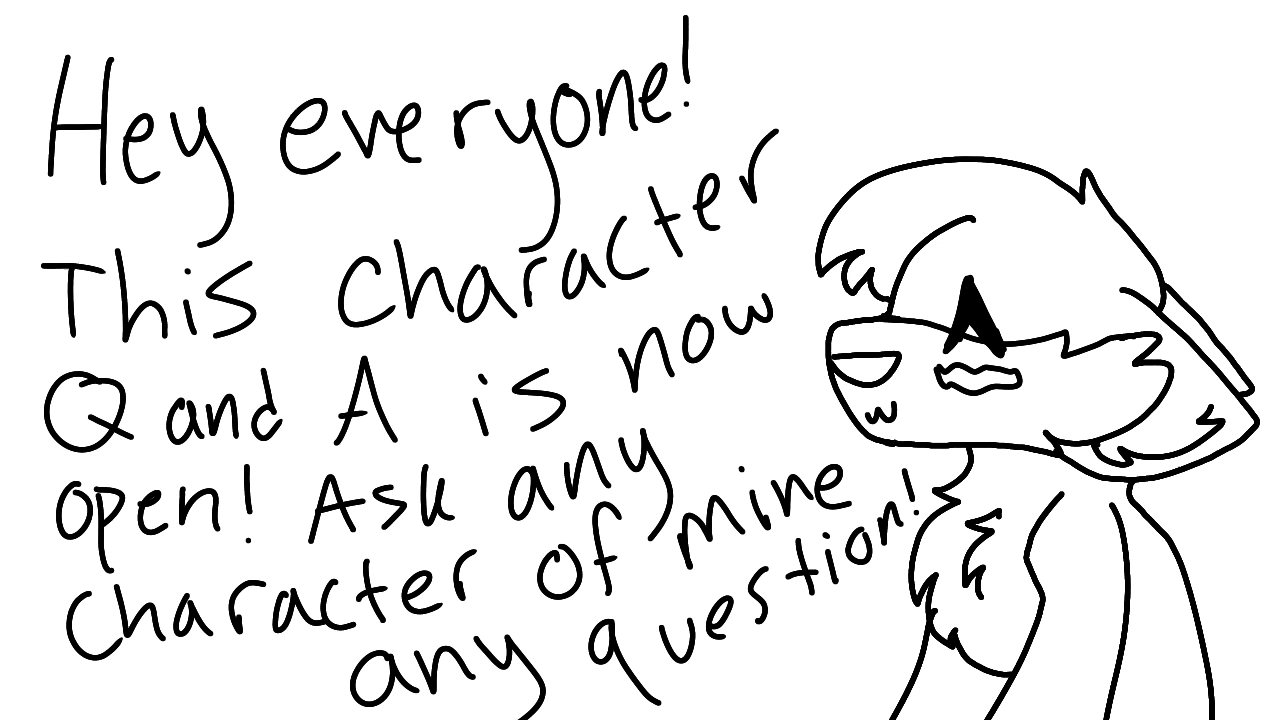 Hey everyone!
This character
Q and A is now
open! Ask any
character of mine
any question!